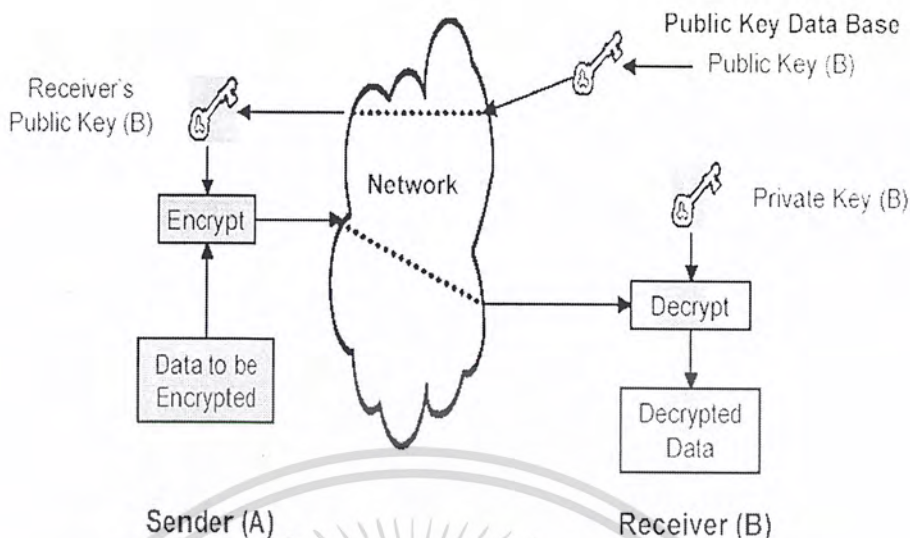 Public Key Data Base
Public Key (B)
Receiver's
Public Key (B)
Network
Private Key (B)
Encrypt
Decrypt
Data to be
Encrypted
Decrypted
Data
Sender (A)
Receiver (B)